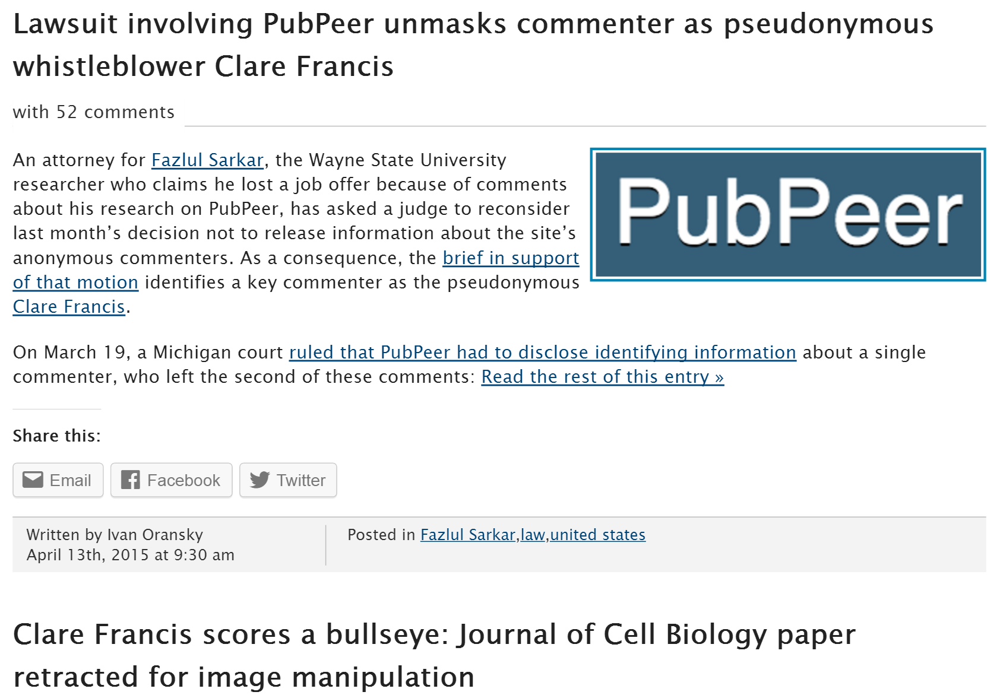 Lawsuit involving PubPeer unmasks commenter as pseudonymous
whistleblower Clare Francis
with 52 comments
An attorney for Fazlul Sarkar, the Wayne State University
researcher who claims he lost a job offer because of comments
about his research on PubPeer, has asked a judge to reconsider
last month’s decision not to release information about the site’s
anonymous commenters. As a consequence, the brief in support
of that motion identifies a key commenter as the pseudonymous
Clare Francis.
PubPeer
On March 19, a Michigan court ruled that PubPeer had to disclose identifying information about a single
commenter, who left the second of these comments: Read the rest of this entry »
Share this:
Email Facebook Twitter
Written by Ivan Oransky
April 13th, 2015 at 9:30 am
Posted in Fazlul Sarkar,law,united states
Clare Francis scores a bullseye: Journal of Cell Biology paper
retracted for image manipulation